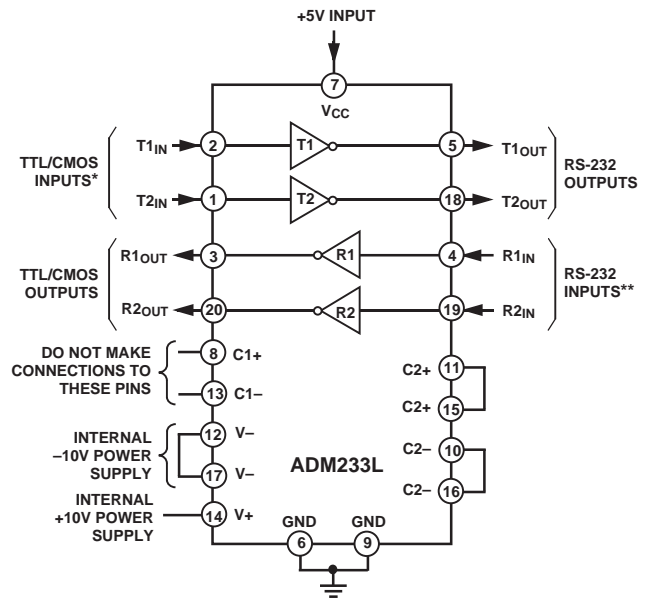 +5V INPUT
7
VCC
TTL/CMOS
INPUTS*
T1IN
2
T1
5
T1OUT
RS-232
OUTPUTS
T2IN
1
T2
18
T2OUT
TTL/CMOS
OUTPUTS
R1OUT
3
R1
4
R1IN
RS-232
INPUTS**
R2OUT
20
R2
19
R2IN
DO NOT MAKE
CONNECTIONS TO
THESE PINS
8
C1+
13
C1–
C2+
11
C2+
15
INTERNAL
–10V POWER
SUPPLY
12
V–
17
V–
ADM233L
C2–
10
C2–
16
INTERNAL
+10V POWER
SUPPLY
14
V+
GND
6
GND
9